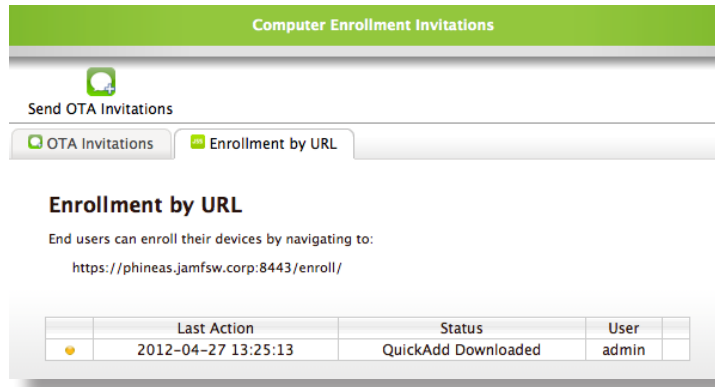 Computer Enrollment Invitations
Send OTA Invitations
OTA Invitations Enrollment by URL
Enrollment by URL
End users can enroll their devices by navigating to:
https://phineas.jamfsw.corp:8443/enroll/
Last Action Status User
2012-04-27 13:25:13 QuickAdd Downloaded admin